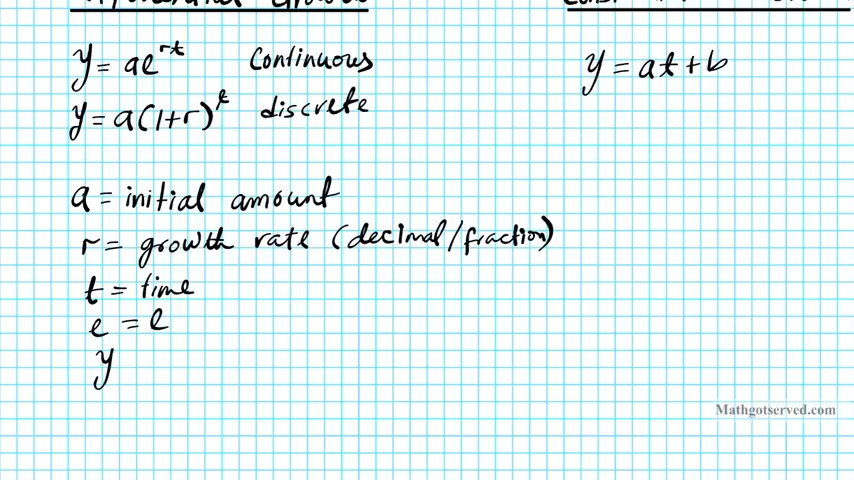 y = ae^rt continuous
y = a(1+r)^t discrete
a = initial amount
r = growth rate (decimal/fraction)
t = time
e = e
y
y = at + b
Mathgotserved.com